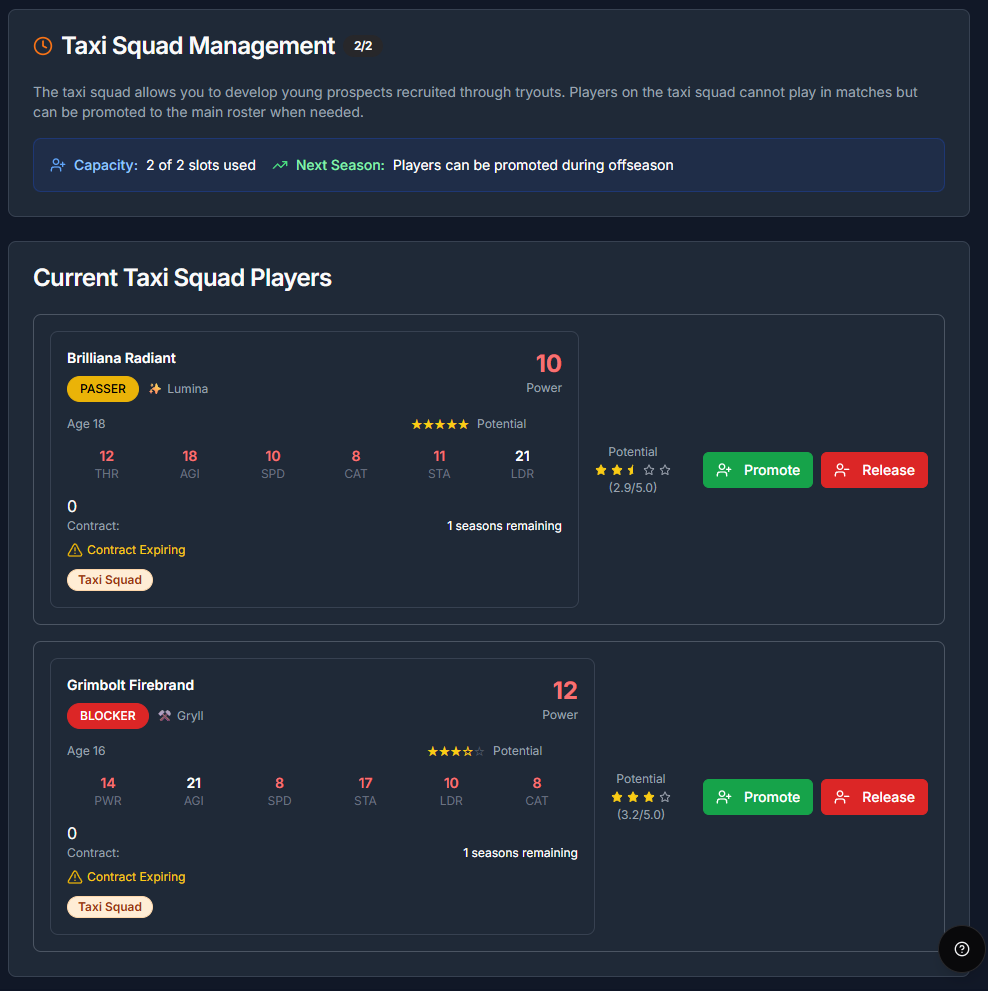 Taxi Squad Management 2/2
The taxi squad allows you to develop young prospects recruited through tryouts. Players on the taxi squad cannot play in matches but
can be promoted to the main roster when needed.
Capacity: 2 of 2 slots used Next Season: Players can be promoted during offseason
Current Taxi Squad Players
Brilliana Radiant
10
PASSER Lumina
Power
Age 18
★★★★★ Potential
12 18 10 8 11 21
THR AGI SPD CAT STA LDR
0
Contract: 1 seasons remaining
Contract Expiring
Taxi Squad
Potential
(2.9/5.0)
Promote Release
Grimbolt Firebrand
12
BLOCKER Gryll
Power
Age 16
★★★☆☆ Potential
14 21 8 17 10 8
PWR AGI SPD STA LDR CAT
0
Contract: 1 seasons remaining
Contract Expiring
Taxi Squad
Potential
(3.2/5.0)
Promote Release